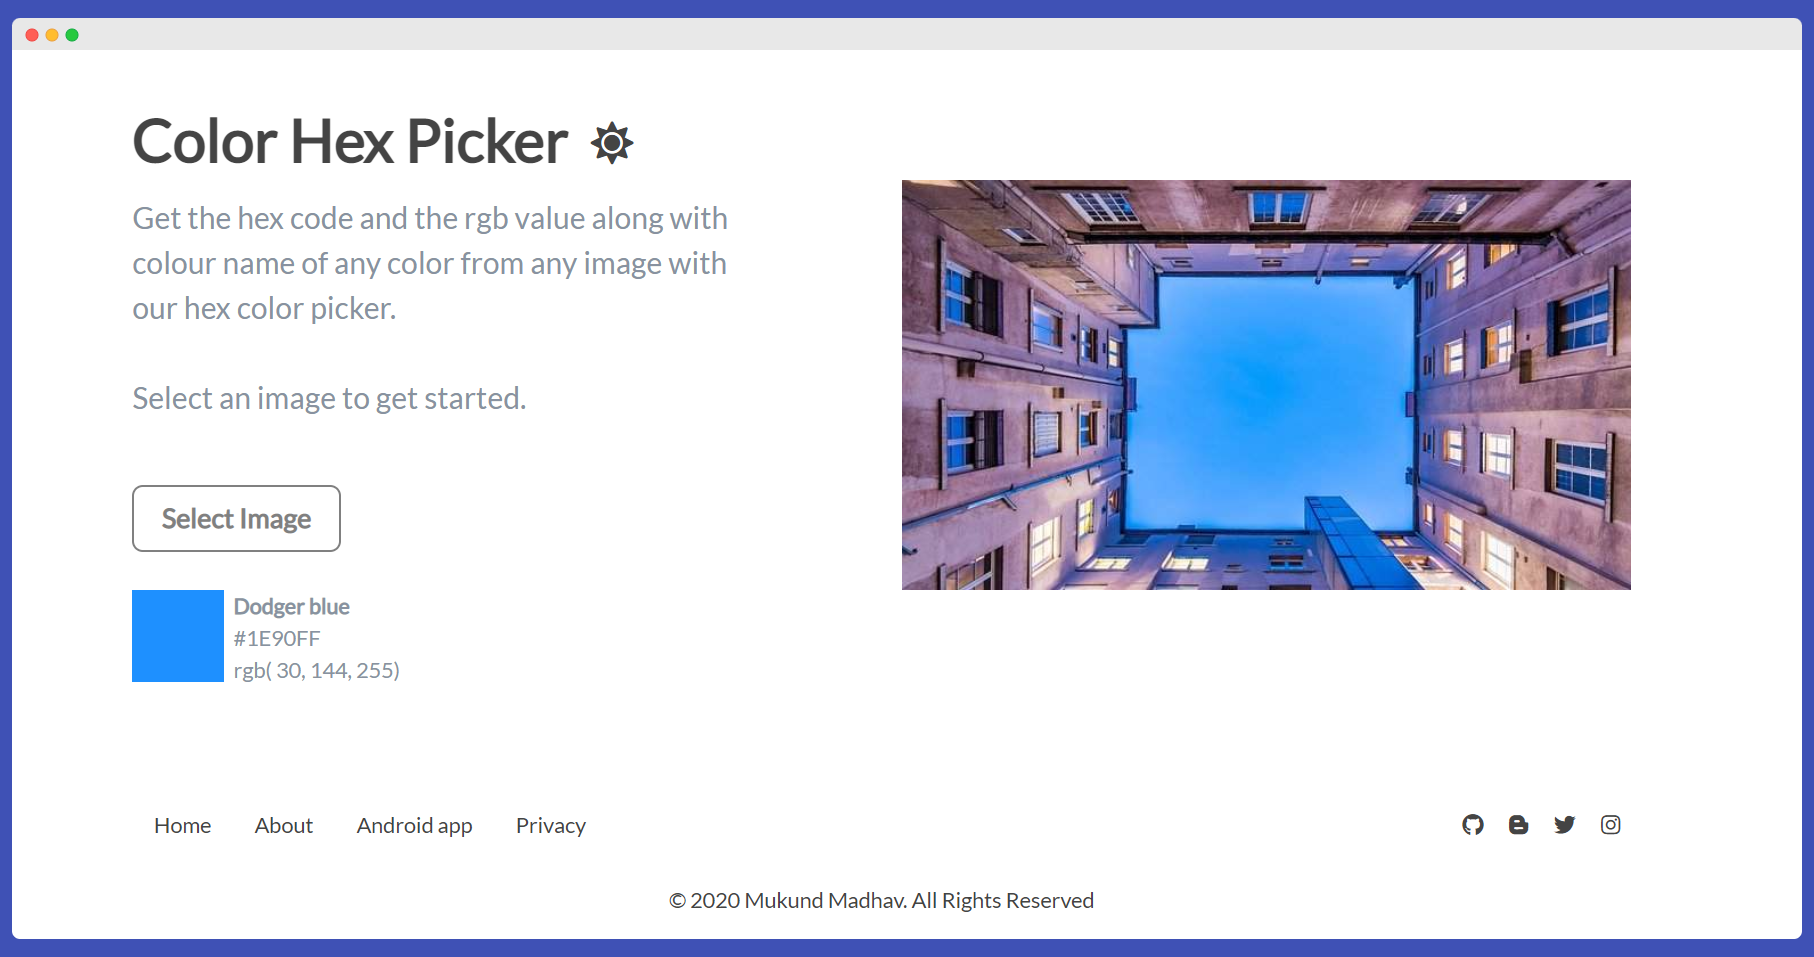 Color Hex Picker
Get the hex code and the rgb value along with
colour name of any color from any image with
our hex color picker.
Select an image to get started.
Select Image
Dodger blue
#1E90FF
rgb( 30, 144, 255)
Home About Android app Privacy
© 2020 Mukund Madhav. All Rights Reserved